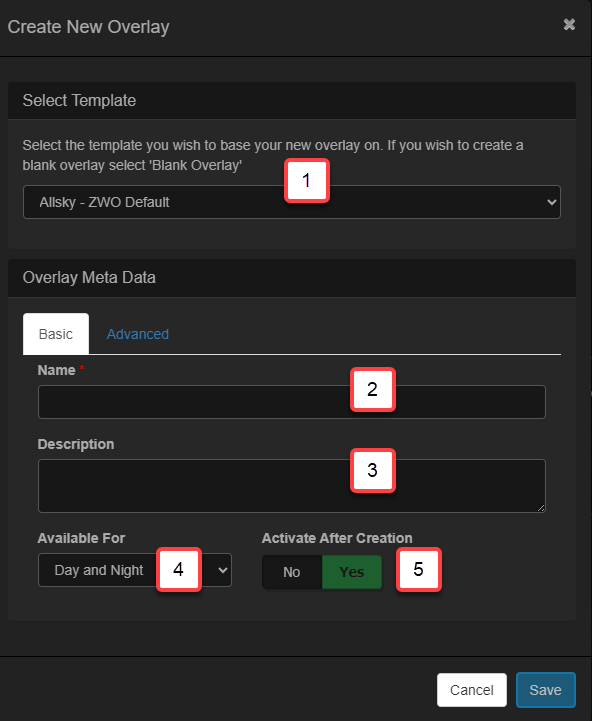 Create New Overlay ×
Select Template
Select the template you wish to base your new overlay on. If you wish to create a
blank overlay select 'Blank Overlay'
1
Allsky - ZWO Default
Overlay Meta Data
Basic Advanced
Name *
2
Description
3
Available For Activate After Creation
Day and Night 4 No Yes 5
Cancel Save